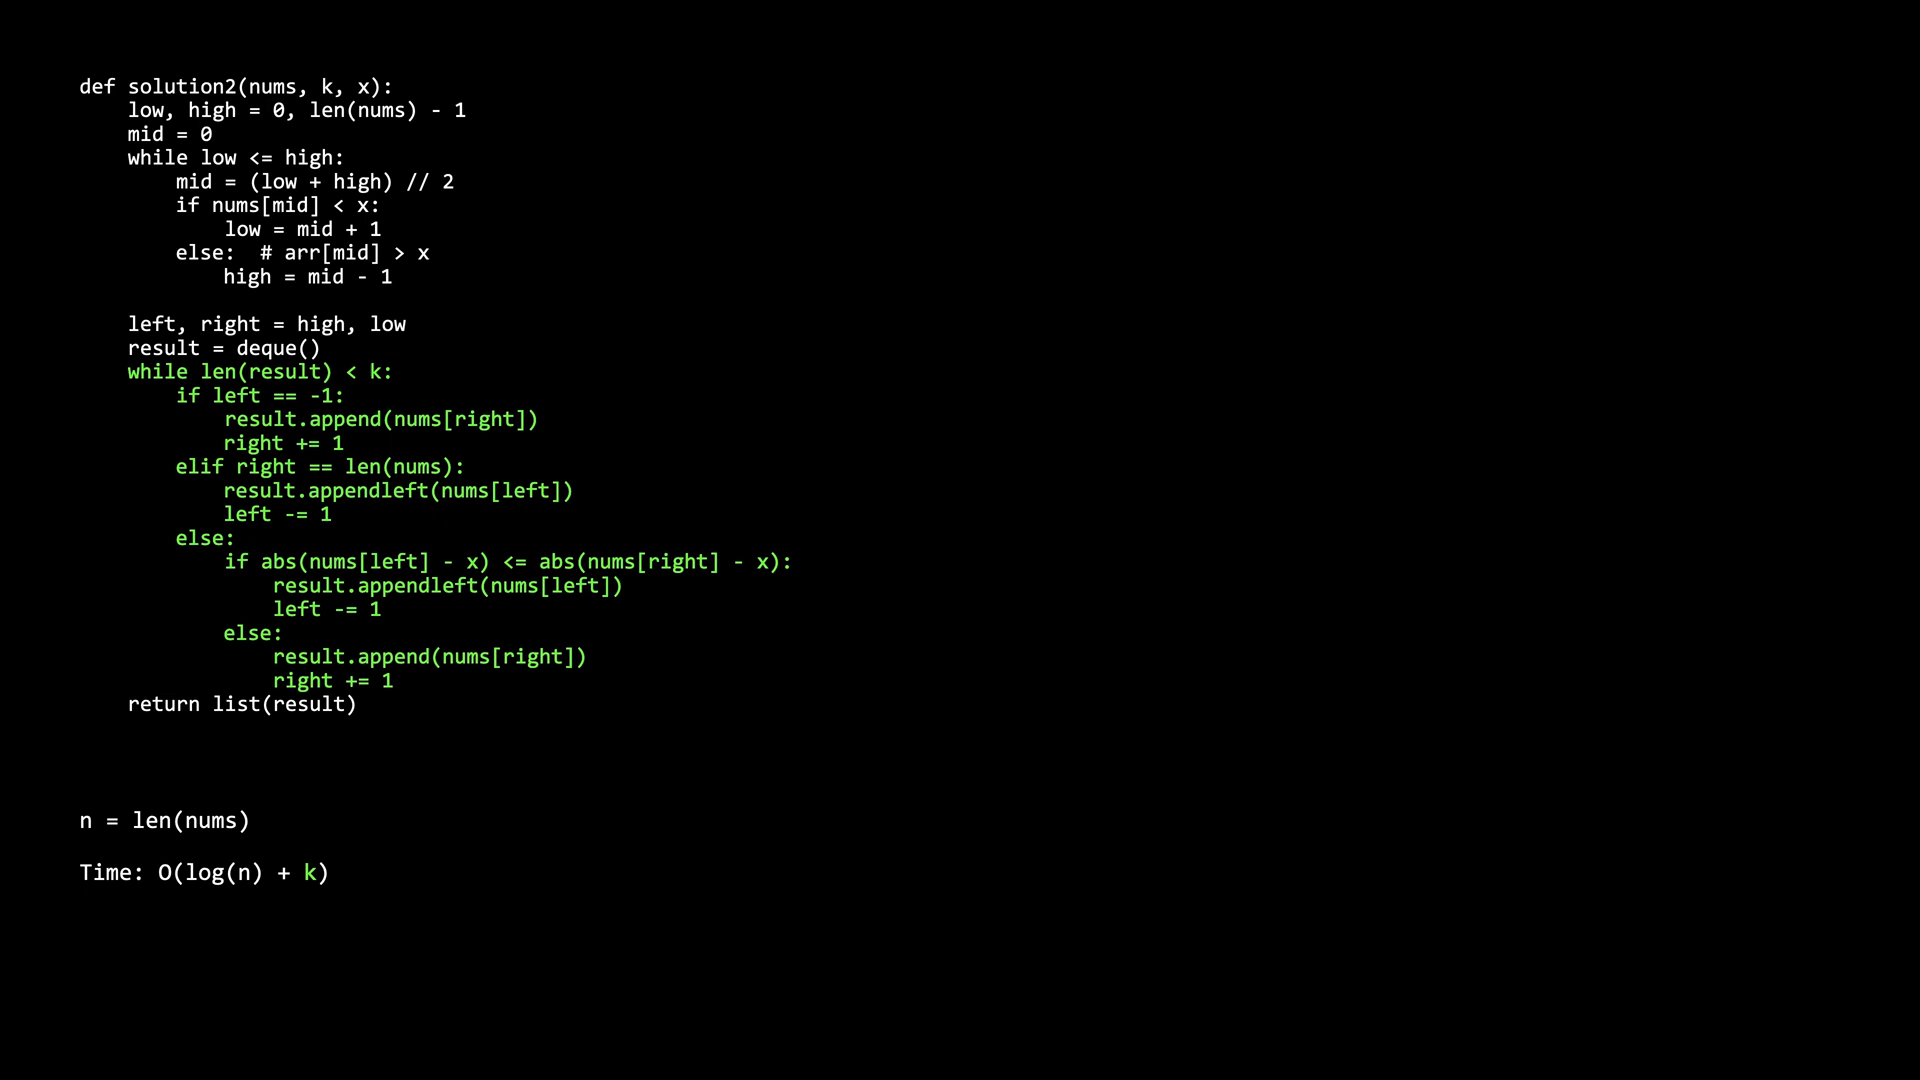 def solution2(nums, k, x):
    low, high = 0, len(nums) - 1
    mid = 0
    while low <= high:
        mid = (low + high) // 2
        if nums[mid] < x:
            low = mid + 1
        else:  # arr[mid] > x
            high = mid - 1

    left, right = high, low
    result = deque()
    while len(result) < k:
        if left == -1:
            result.append(nums[right])
            right += 1
        elif right == len(nums):
            result.appendleft(nums[left])
            left -= 1
        else:
            if abs(nums[left] - x) <= abs(nums[right] - x):
                result.appendleft(nums[left])
                left -= 1
            else:
                result.append(nums[right])
                right += 1
    return list(result)

n = len(nums)

Time: O(log(n) + k)